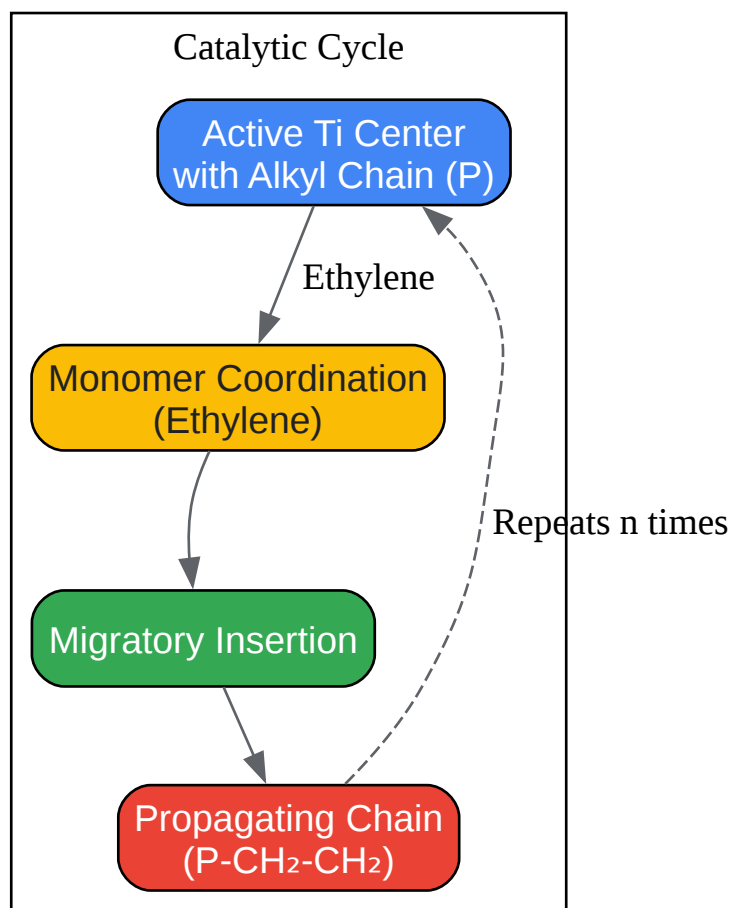 Catalytic Cycle
Active Ti Center
with Alkyl Chain (P)
Ethylene
Monomer Coordination
(Ethylene)
Repeats n times
Migratory Insertion
Propagating Chain
(P-CH₂-CH₂)